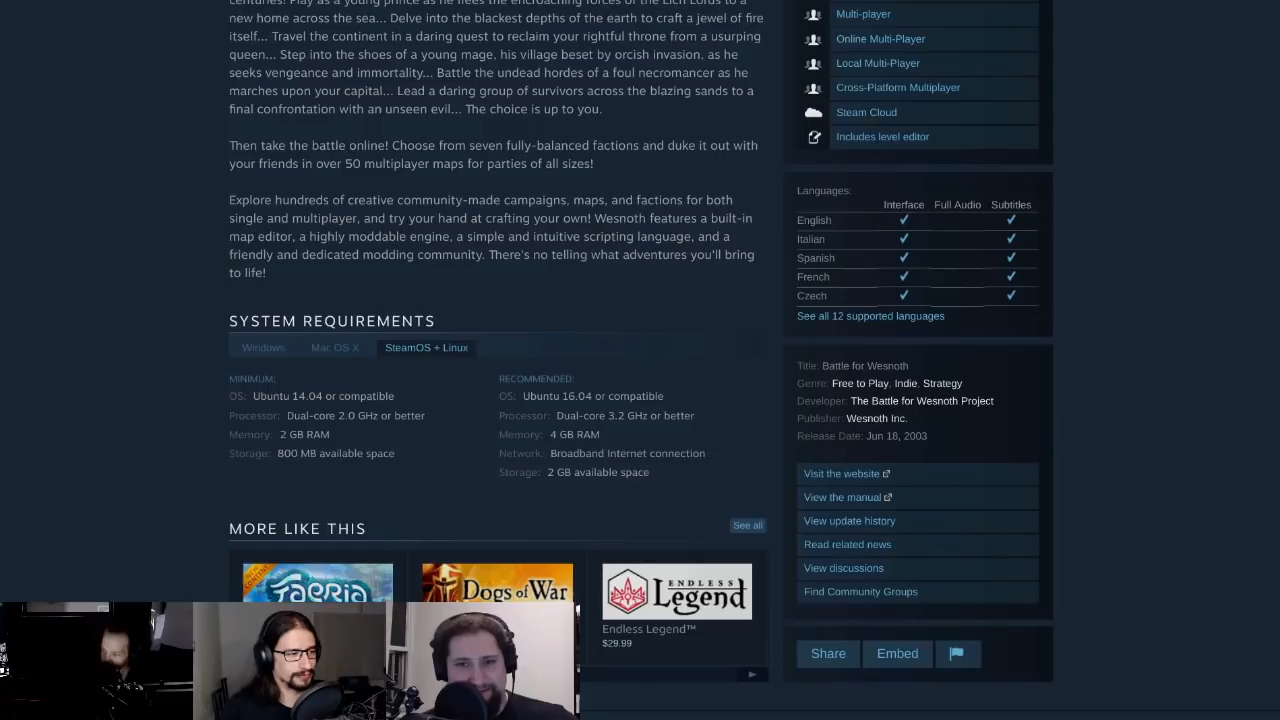 centuries! Play as a young prince as he flees the encroaching forces of the Lich Lords to a
new home across the sea... Delve into the blackest depths of the earth to craft a jewel of fire
itself... Travel the continent in a daring quest to reclaim your rightful throne from a usurping
queen... Step into the shoes of a young mage, his village beset by orcish invasion, as he
seeks vengeance and immortality... Battle the undead hordes of a foul necromancer as he
marches upon your capital... Lead a daring group of survivors across the blazing sands to a
final confrontation with an unseen evil... The choice is up to you.
Then take the battle online! Choose from seven fully-balanced factions and duke it out with
your friends in over 50 multiplayer maps for parties of all sizes!
Explore hundreds of creative community-made campaigns, maps, and factions for both
single and multiplayer, and try your hand at crafting your own! Wesnoth features a built-in
map editor, a highly moddable engine, a simple and intuitive scripting language, and a
friendly and dedicated modding community. There's no telling what adventures you'll bring
to life!
SYSTEM REQUIREMENTS
Windows Mac OS X SteamOS + Linux
MINIMUM:
OS: Ubuntu 14.04 or compatible
Processor: Dual-core 2.0 GHz or better
Memory: 2 GB RAM
Storage: 800 MB available space
RECOMMENDED:
OS: Ubuntu 16.04 or compatible
Processor: Dual-core 3.2 GHz or better
Memory: 4 GB RAM
Network: Broadband Internet connection
Storage: 2 GB available space
MORE LIKE THIS
See all
Faeria
Dogs of War
ENDLESS
Legend
Endless Legend™
$29.99
Multi-player
Online Multi-Player
Local Multi-Player
Cross-Platform Multiplayer
Steam Cloud
Includes level editor
Languages:
Interface Full Audio Subtitles
English ✔ ✔
Italian ✔ ✔
Spanish ✔ ✔
French ✔ ✔
Czech ✔ ✔
See all 12 supported languages
Title: Battle for Wesnoth
Genre: Free to Play, Indie, Strategy
Developer: The Battle for Wesnoth Project
Publisher: Wesnoth Inc.
Release Date: Jun 18, 2003
Visit the website
View the manual
View update history
Read related news
View discussions
Find Community Groups
Share Embed